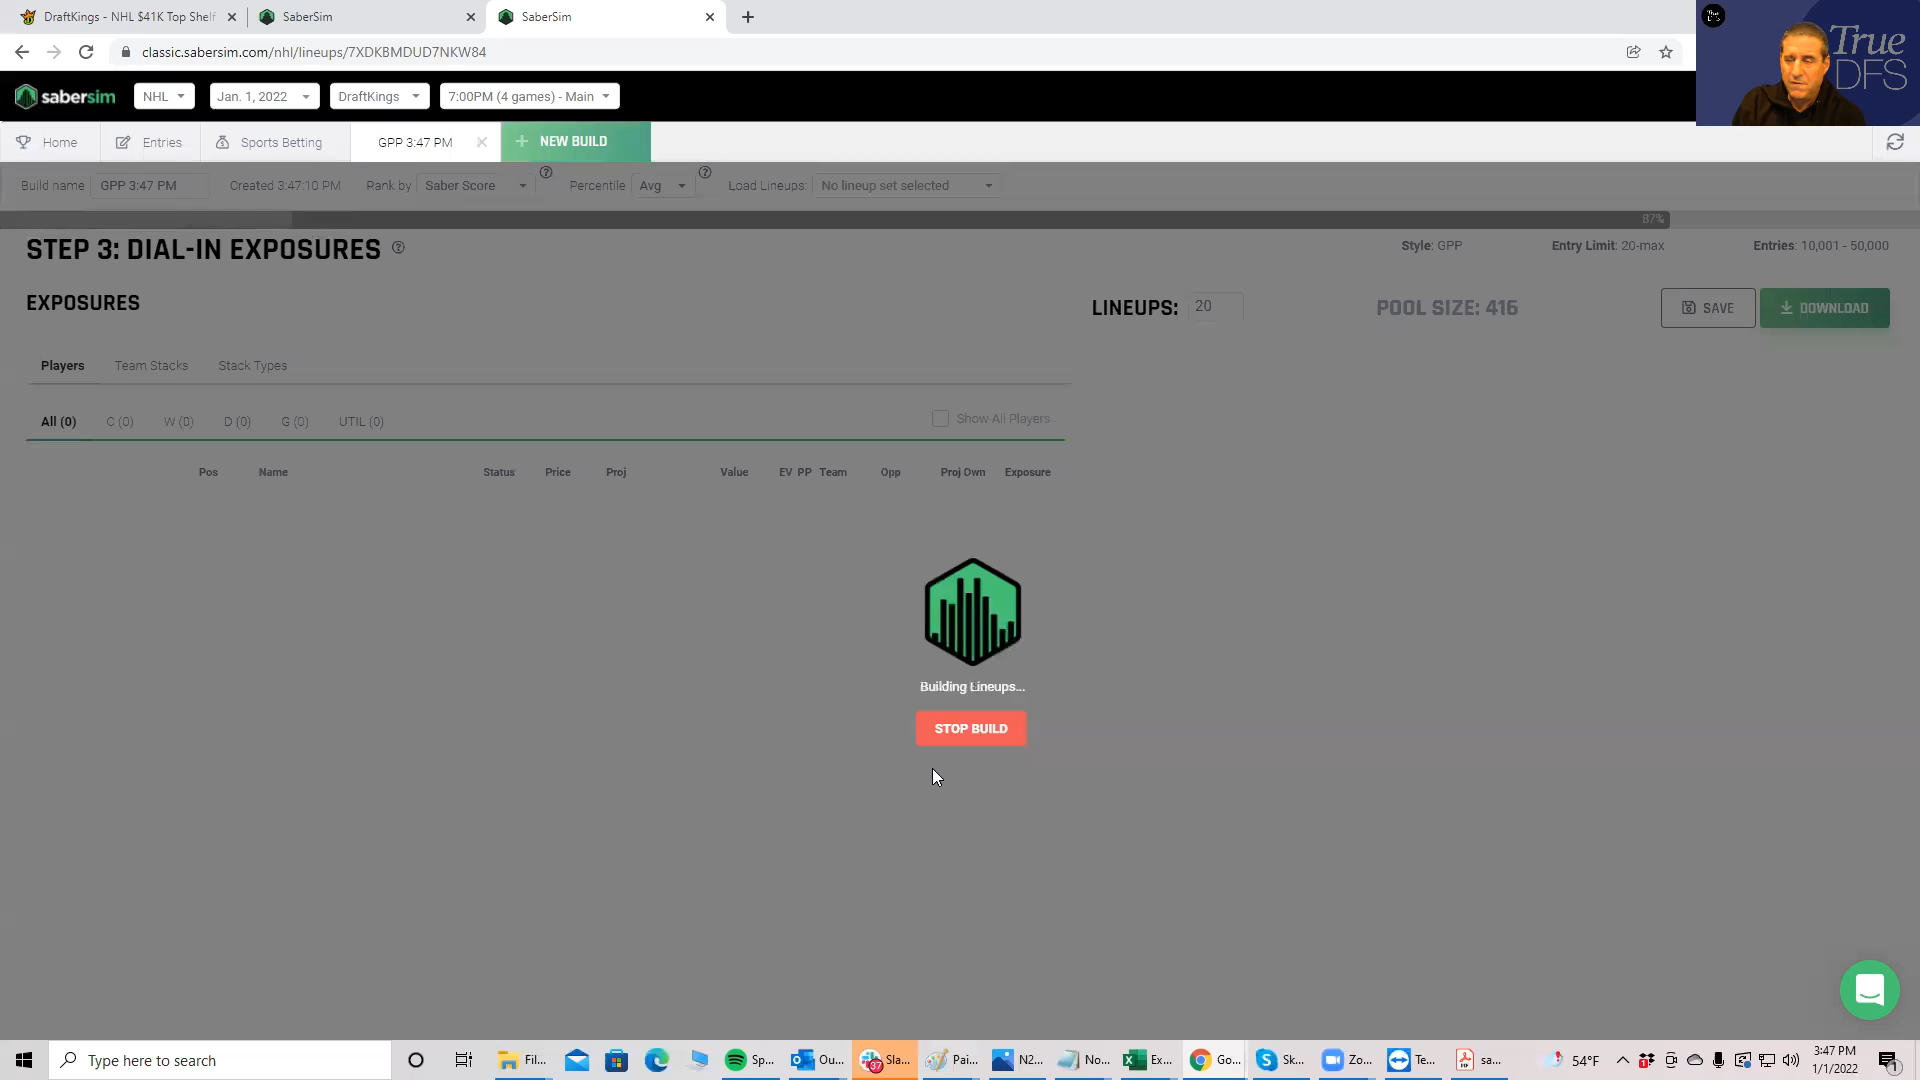 DraftKings - NHL $41K Top Shelf
SaberSim
SaberSim
classic.sabersim.com/nhl/lineups/7XDKBMDUD7NKW84
True
DFS
sabersim
NHL
Jan. 1, 2022
DraftKings
7:00PM (4 games) - Main
Home
Entries
Sports Betting
GPP 3:47 PM
+ NEW BUILD
Build name
GPP 3:47 PM
Created 3:47:10 PM
Rank by
Saber Score
Percentile
Avg
Load Lineups:
No lineup set selected
87%
STEP 3: DIAL-IN EXPOSURES
Style: GPP
Entry Limit: 20-max
Entries: 10,001 - 50,000
EXPOSURES
LINEUPS:
20
POOL SIZE: 416
SAVE
DOWNLOAD
Players
Team Stacks
Stack Types
All (0)
C (0)
W (0)
D (0)
G (0)
UTIL (0)
Show All Players
Pos
Name
Status
Price
Proj
Value
EV
PP
Team
Opp
Proj Own
Exposure
Building Lineups...
STOP BUILD
Type here to search
Fil...
Sp...
Ou...
37
Sla...
Pai...
N2...
No...
Ex...
Go...
Sk...
Zo...
Te...
sa...
54°F
3:47 PM
1/1/2022
1